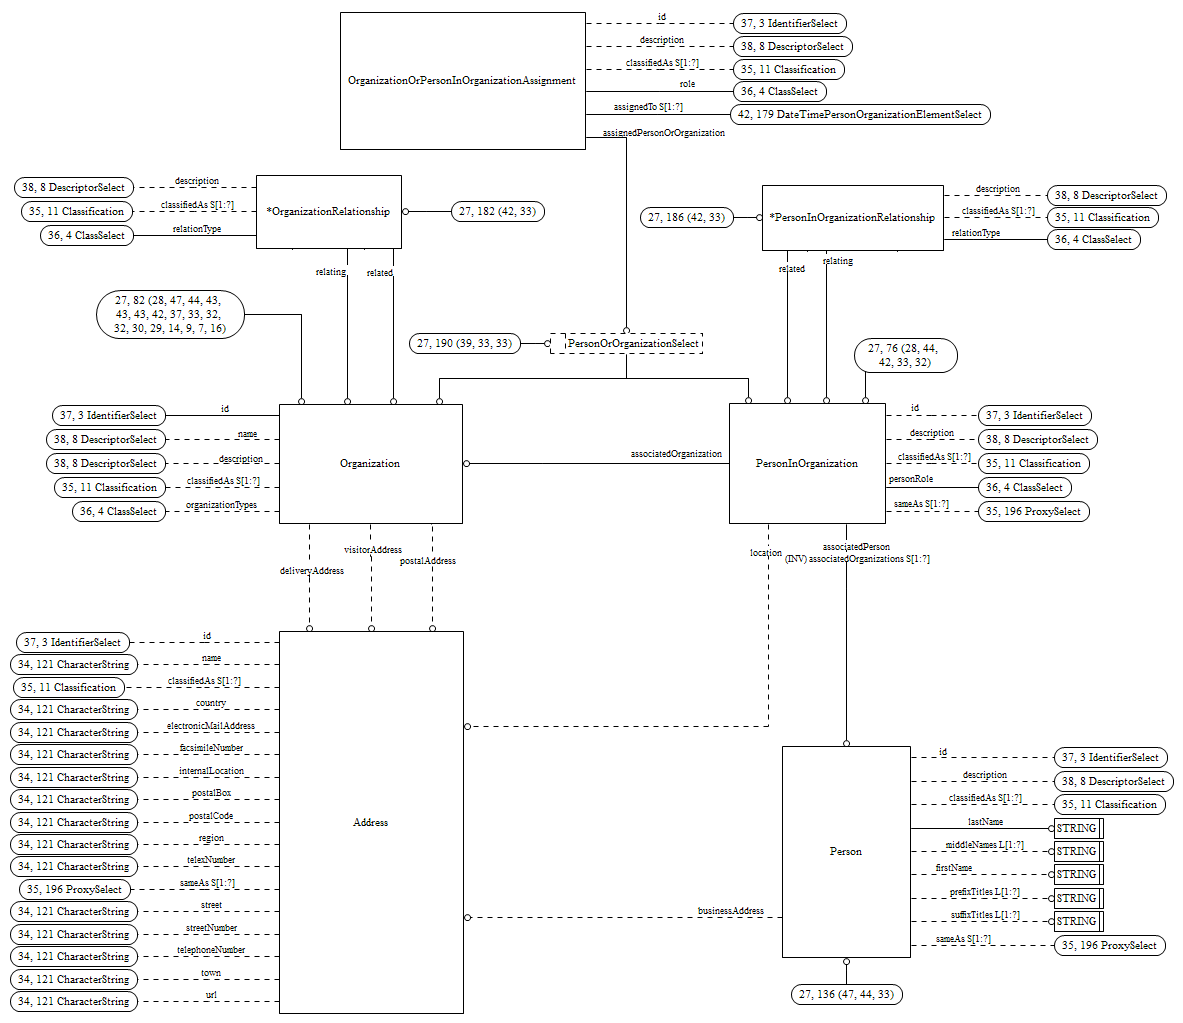 id
37, 3 IdentifierSelect
description
38, 8 DescriptorSelect
classifiedAs S[1:?]
35, 11 Classification
OrganizationOrPersonInOrganizationAssignment
role
36, 4 ClassSelect
assignedTo S[1:?]
42, 179 DateTimePersonOrganizationElementSelect
assignedPersonOrOrganization
38, 8 DescriptorSelect
description
35, 11 Classification
classifiedAs S[1:?]
36, 4 ClassSelect
relationType
*OrganizationRelationship
27, 182 (42, 33)
27, 186 (42, 33)
*PersonInOrganizationRelationship
description
38, 8 DescriptorSelect
classifiedAs S[1:?]
35, 11 Classification
relationType
36, 4 ClassSelect
relating
related
related
relating
27, 82 (28, 47, 44, 43,
43, 43, 42, 37, 33, 32,
32, 30, 29, 14, 9, 7, 16)
27, 190 (39, 33, 33)
PersonOrOrganizationSelect
27, 76 (28, 44,
42, 33, 32)
37, 3 IdentifierSelect
id
38, 8 DescriptorSelect
name
38, 8 DescriptorSelect
description
35, 11 Classification
classifiedAs S[1:?]
36, 4 ClassSelect
organizationTypes
Organization
associatedOrganization
PersonInOrganization
id
37, 3 IdentifierSelect
description
38, 8 DescriptorSelect
classifiedAs S[1:?]
35, 11 Classification
personRole
36, 4 ClassSelect
sameAs S[1:?]
35, 196 ProxySelect
deliveryAddress
visitorAddress
postalAddress
location
associatedPerson
(INV) associatedOrganizations S[1:?]
37, 3 IdentifierSelect
id
34, 121 CharacterString
name
35, 11 Classification
classifiedAs S[1:?]
34, 121 CharacterString
country
34, 121 CharacterString
electronicMailAddress
34, 121 CharacterString
facsimileNumber
34, 121 CharacterString
internalLocation
34, 121 CharacterString
postalBox
34, 121 CharacterString
postalCode
34, 121 CharacterString
region
34, 121 CharacterString
telexNumber
35, 196 ProxySelect
sameAs S[1:?]
34, 121 CharacterString
street
34, 121 CharacterString
streetNumber
34, 121 CharacterString
telephoneNumber
34, 121 CharacterString
town
34, 121 CharacterString
url
Address
businessAddress
Person
id
37, 3 IdentifierSelect
description
38, 8 DescriptorSelect
classifiedAs S[1:?]
35, 11 Classification
lastName
STRING
middleNames L[1:?]
STRING
firstName
STRING
prefixTitles L[1:?]
STRING
suffixTitles L[1:?]
STRING
sameAs S[1:?]
35, 196 ProxySelect
27, 136 (47, 44, 33)